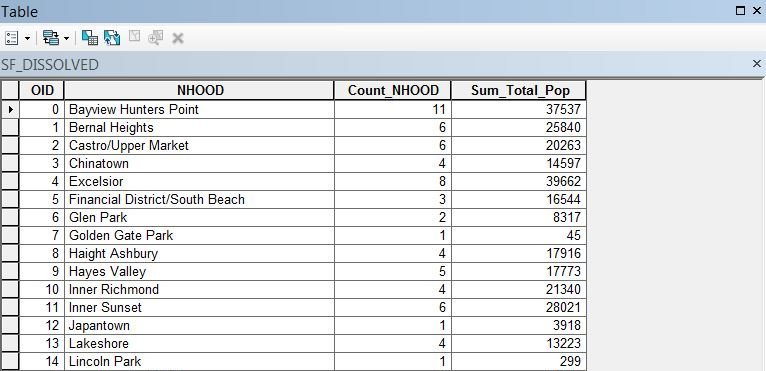 Table
SF_DISSOLVED
OID NHOOD Count_NHOOD Sum_Total_Pop
0 Bayview Hunters Point 11 37537
1 Bernal Heights 6 25840
2 Castro/Upper Market 6 20263
3 Chinatown 4 14597
4 Excelsior 8 39662
5 Financial District/South Beach 3 16544
6 Glen Park 2 8317
7 Golden Gate Park 1 45
8 Haight Ashbury 4 17916
9 Hayes Valley 5 17773
10 Inner Richmond 4 21340
11 Inner Sunset 6 28021
12 Japantown 1 3918
13 Lakeshore 4 13223
14 Lincoln Park 1 299